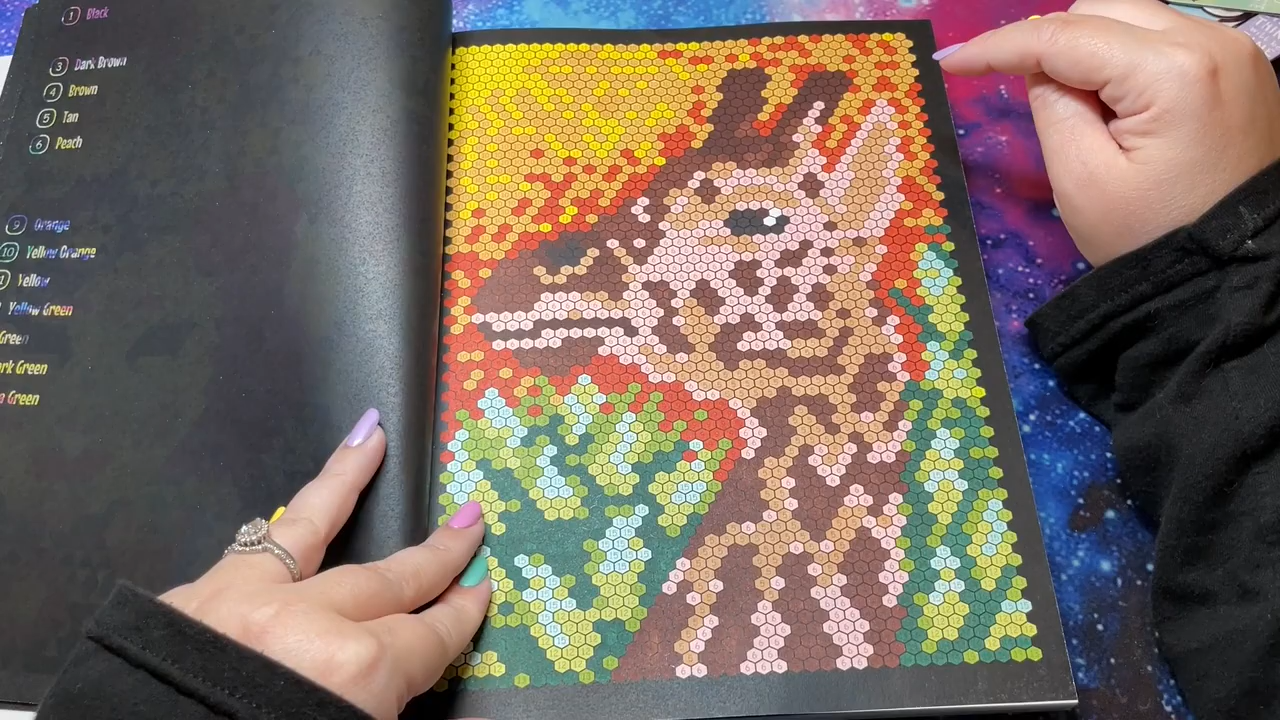 1 Black
3 Dark Brown
4 Brown
5 Tan
6 Peach
9 Orange
10 Yellow Orange
1 Yellow
Yellow Green
Green
rk Green
Green